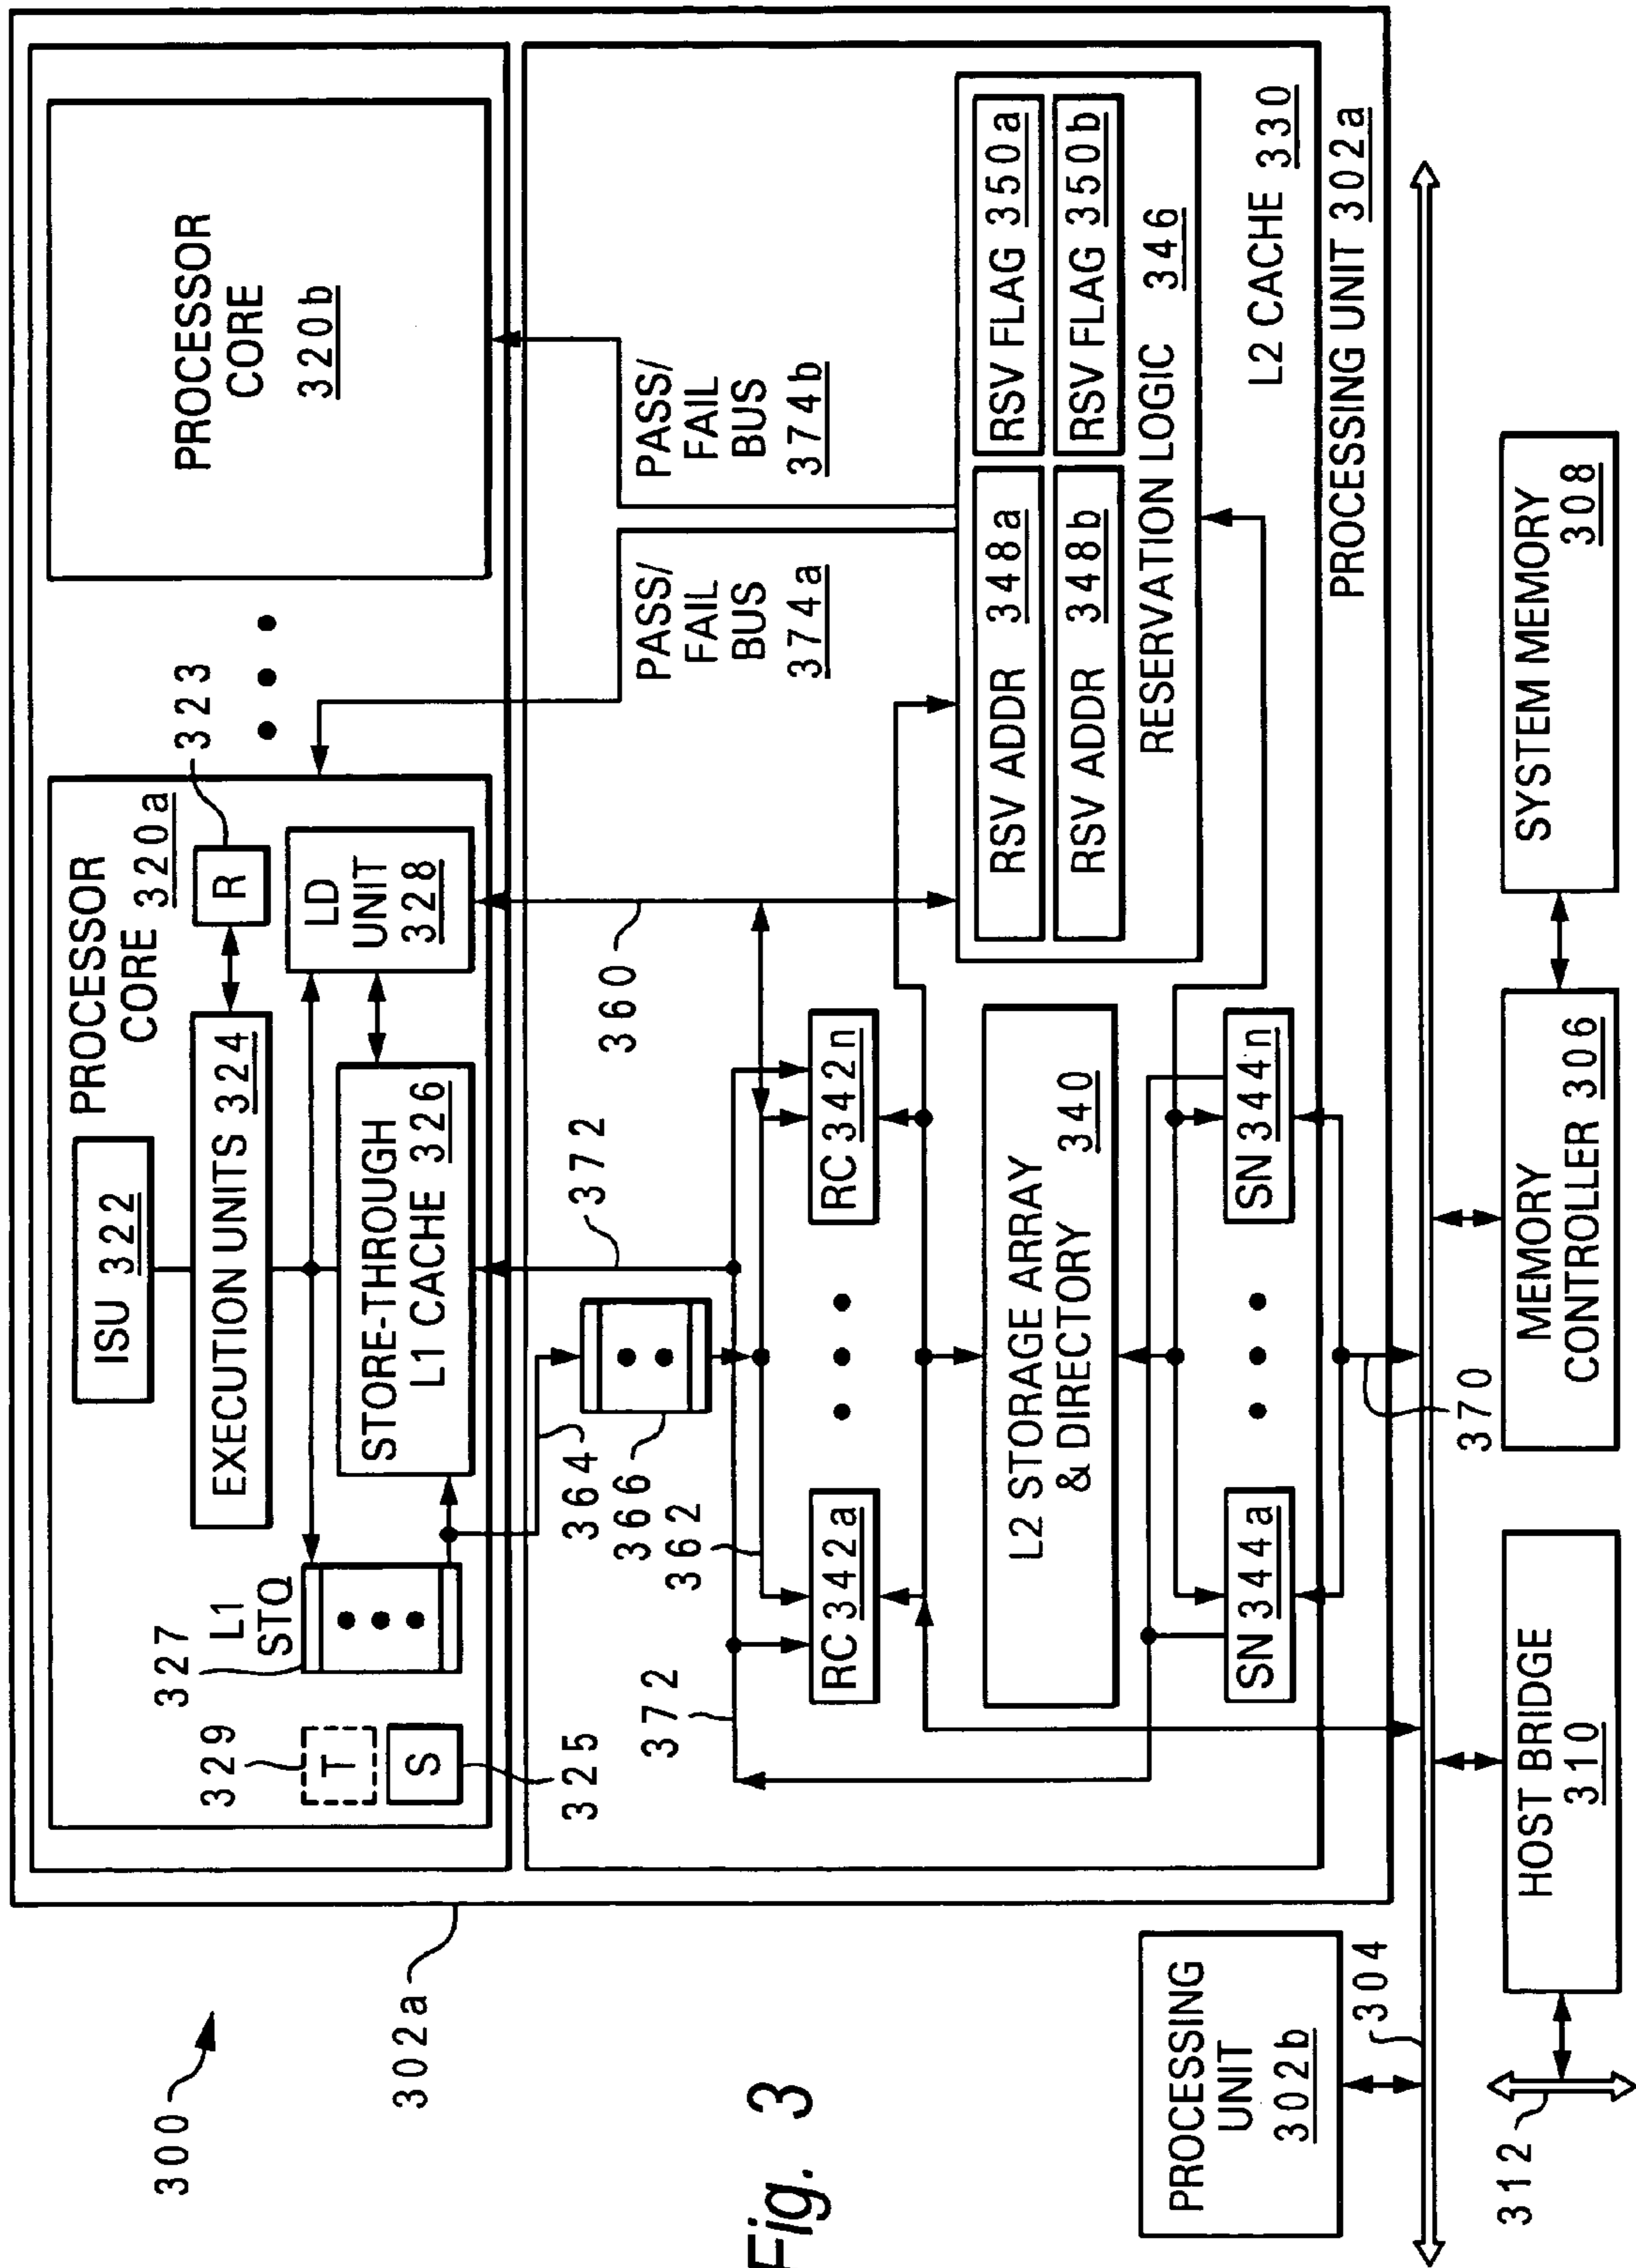 300
302a
PROCESSOR
CORE
320a
ISU 322
EXECUTION UNITS 324
R
323
STORE-THROUGH
L1 CACHE 326
LD
UNIT
328
L1
STQ
327
T
329
S
325
PROCESSOR
CORE
320b
364
366
362
372
372
360
PASS/
FAIL
BUS
374a
PASS/
FAIL
BUS
374b
RC 342a
RC 342n
L2 STORAGE ARRAY
& DIRECTORY 340
SN 344a
SN 344n
RSV ADDR 348a
RSV FLAG 350a
RSV ADDR 348b
RSV FLAG 350b
RESERVATION LOGIC 346
L2 CACHE 330
PROCESSING UNIT 302a
370
PROCESSING
UNIT
302b
304
312
HOST BRIDGE
310
MEMORY
CONTROLLER 306
SYSTEM MEMORY
308
Fig. 3